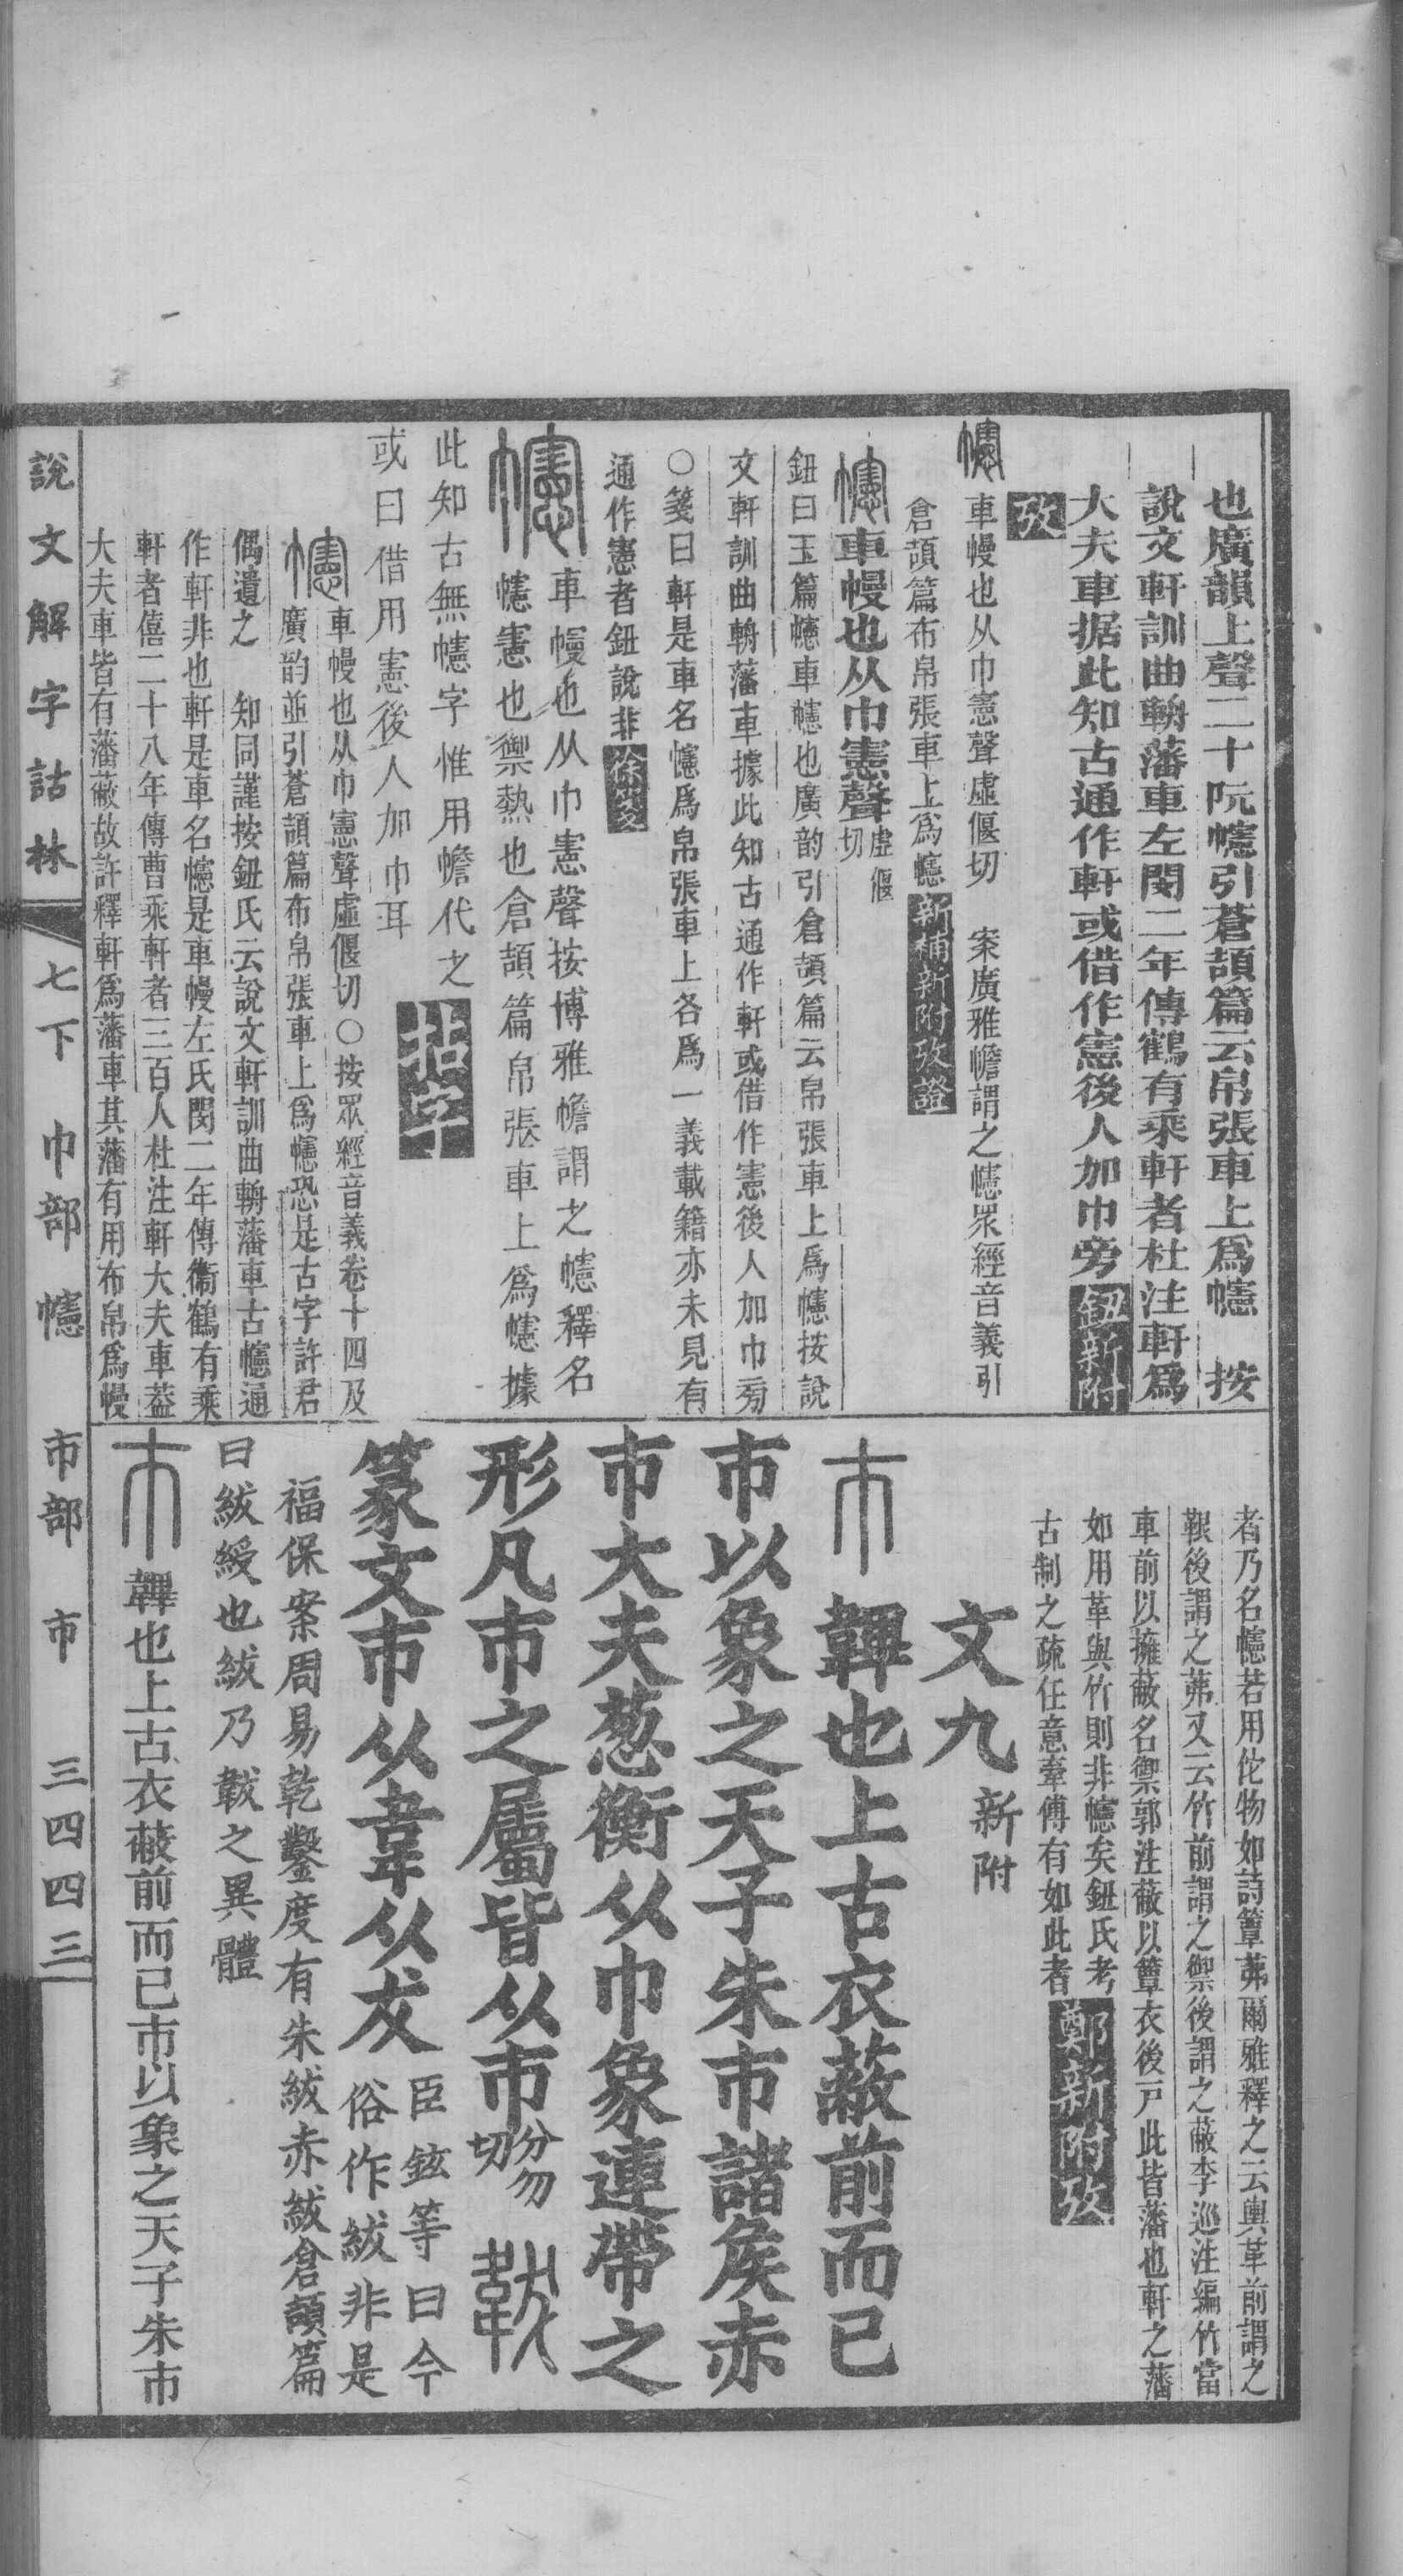 也廣韻上聲二十阮幰引蒼頡篇云帛張車上爲幰　按
說文軒訓曲輈藩車左閔二年傳鶴有乘軒者杜注軒爲
大夫車据此知古通作軒或借作憲後人加巾旁鈕新附
攷
幰車幔也从巾憲聲虛偃切　案廣雅幨謂之幰眾經音義引
倉頡篇布帛張車上爲幰新補新附攷證
幰車幔也从巾憲聲虛偃切
鈕曰玉篇幰車幰也廣韵引倉頡篇云帛張車上爲幰按說
文軒訓曲輈藩車據此知古通作軒或借作憲後人加巾旁
○箋曰軒是車名幰爲帛張車上各爲一義載籍亦未見有
通作憲者鈕說非徐箋
幰車幔也从巾憲聲按博雅幨謂之幰釋名
幰憲也禦熱也倉頡篇帛張車上爲幰據
此知古無幰字惟用幨代之
或曰借用憲後人加巾耳
幰車幔也从巾憲聲虛偃切○按眾經音義卷十四及
廣韵並引蒼頡篇布帛張車上爲幰恐是古字許君
偶遺之　知同謹按鈕氏云說文軒訓曲輈藩車古幰通
作軒非也軒是車名幰是車幔左氏閔二年傳衞鶴有乘
軒者僖二十八年傳曹乘軒者三百人杜注軒大夫車葢
大夫車皆有藩蔽故許釋軒爲藩車其藩有用布帛爲幔
者乃名幰若用佗物如詩簟茀爾雅釋之云輿革前謂之
鞎後謂之茀又云竹前謂之禦後謂之蔽李巡注編竹當
車前以擁蔽名禦郭注蔽以簟衣後戸此皆藩也軒之藩
如用革與竹則非幰矣鈕氏考
古制之疏任意牽傅有如此者鄭新附攷
文九新附
市韠也上古衣蔽前而已
市以象之天子朱市諸矦赤
市大夫葱衡从巾象連帶之
形凡市之屬皆从市分勿切韍
篆文市从韋从犮臣鉉等曰今俗作紱非是
福保案周易乾鑿度有朱紱赤紱倉頡篇
曰紱綬也紱乃韍之異體
市韠也上古衣蔽前而已市以象之天子朱市
說文解字詁林　七下　巾部　幰　市部　市　三四四三